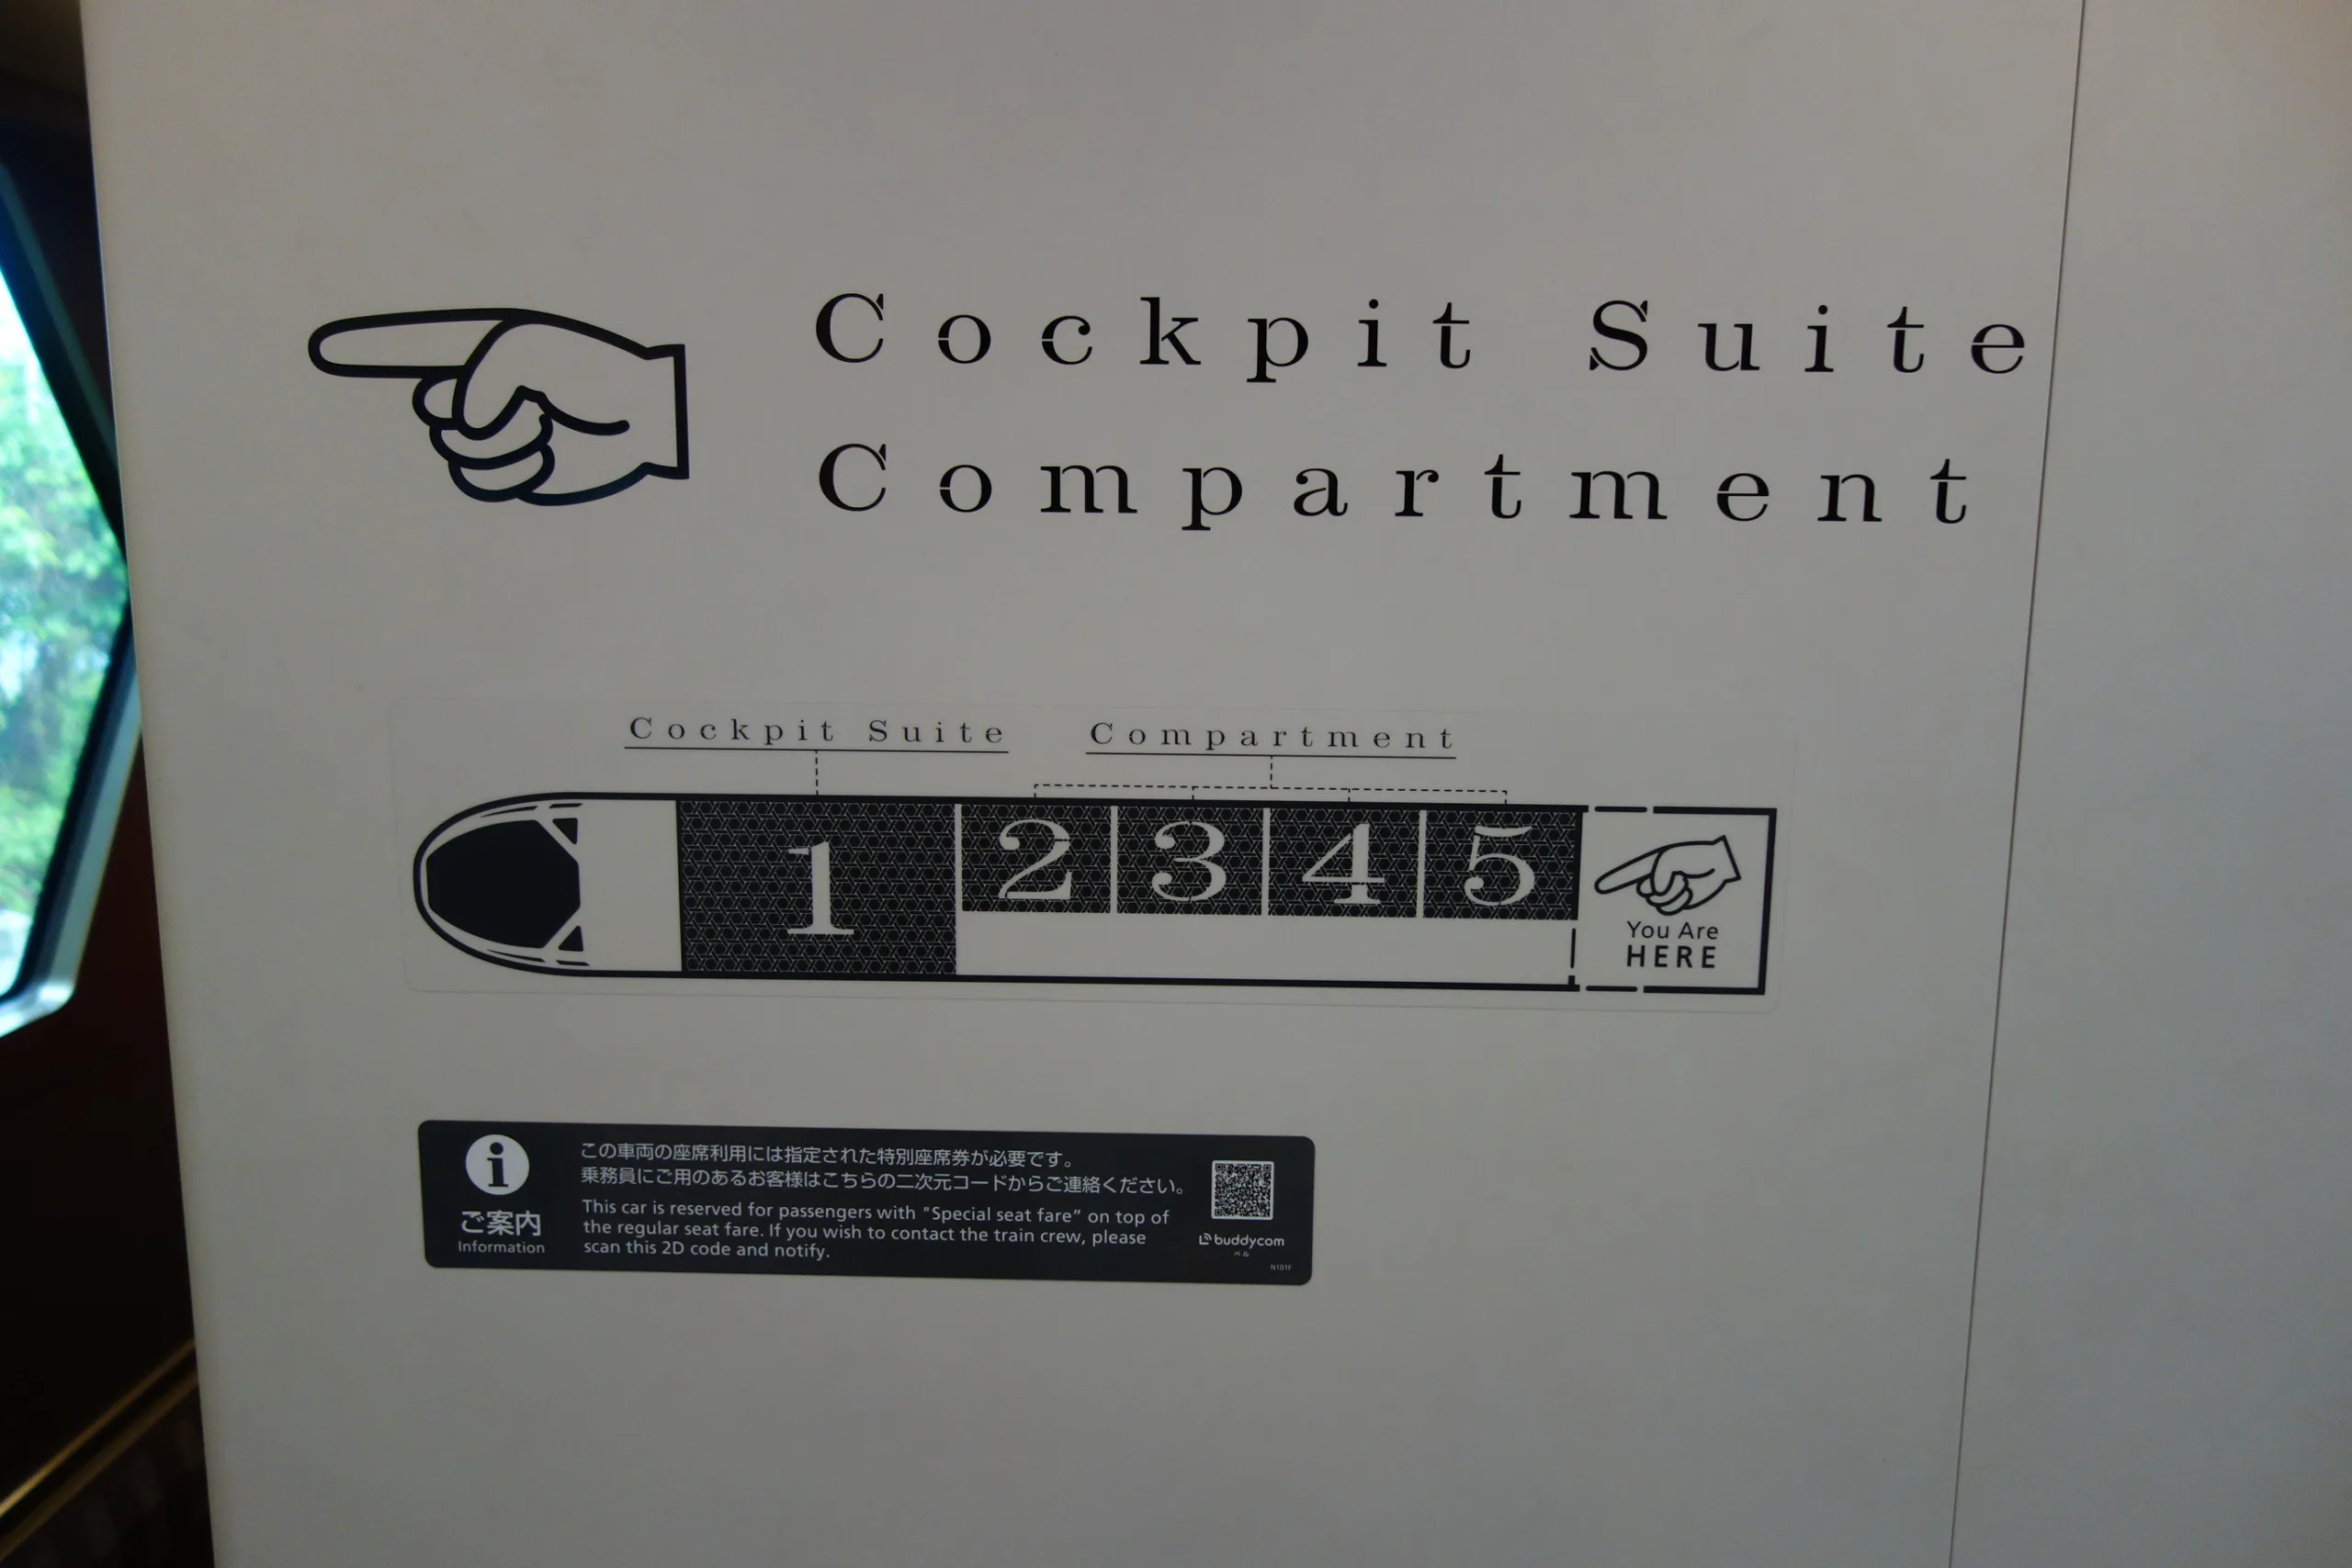 Cockpit Suite
Compartment
Cockpit Suite
Compartment
1
2
3
4
5
You Are
HERE
i
ご案内
Information
この車両の座席利用には指定された特別座席券が必要です。
乗務員にご用のあるお客様はこちらの二次元コードからご連絡ください。
This car is reserved for passengers with "Special seat fare" on top of
the regular seat fare. If you wish to contact the train crew, please
scan this 2D code and notify.
buddycom
ベル
N101F